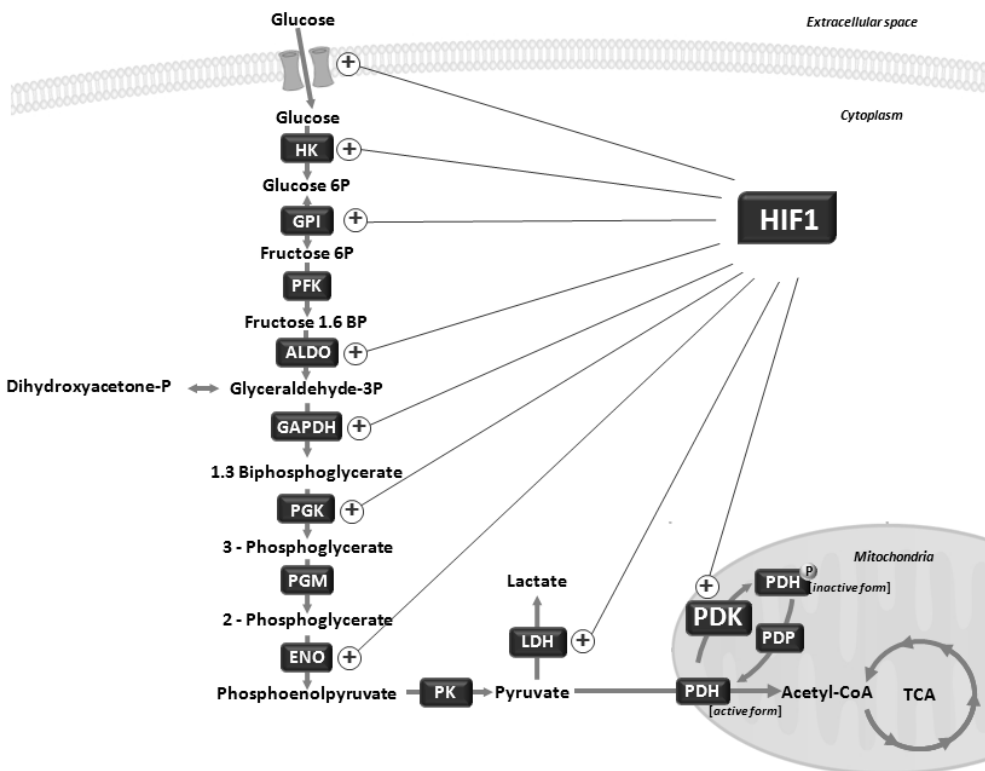 Glucose
Extracellular space
+
Cytoplasm
Glucose
HK +
Glucose 6P
HIF1
GPI +
Fructose 6P
PFK
Fructose 1.6 BP
ALDO +
Dihydroxyacetone-P Glyceraldehyde-3P
GAPDH +
1.3 Biphosphoglycerate
PGK +
3 - Phosphoglycerate
Mitochondria
PGM
Lactate
+
PDH P
[inactive form]
PDK
2 - Phosphoglycerate
LDH +
PDP
ENO +
Phosphoenolpyruvate PK Pyruvate PDH Acetyl-CoA TCA
[active form]